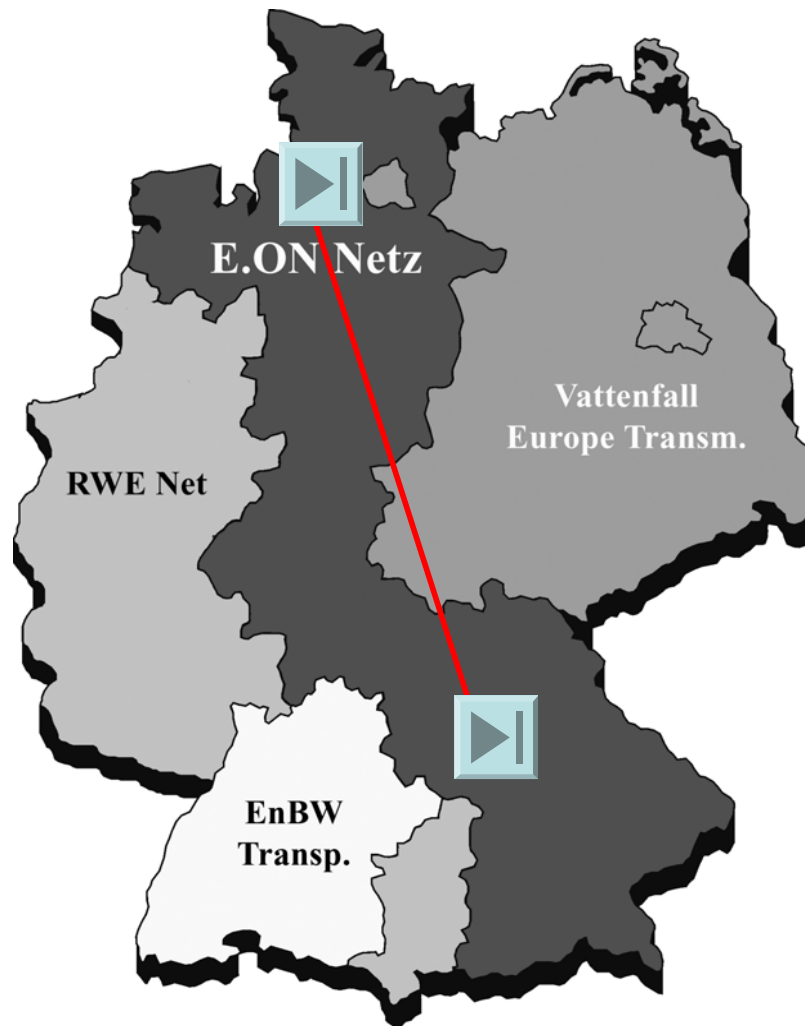 E.ON Netz
Vattenfall
Europe Transm.
RWE Net
EnBW
Transp.